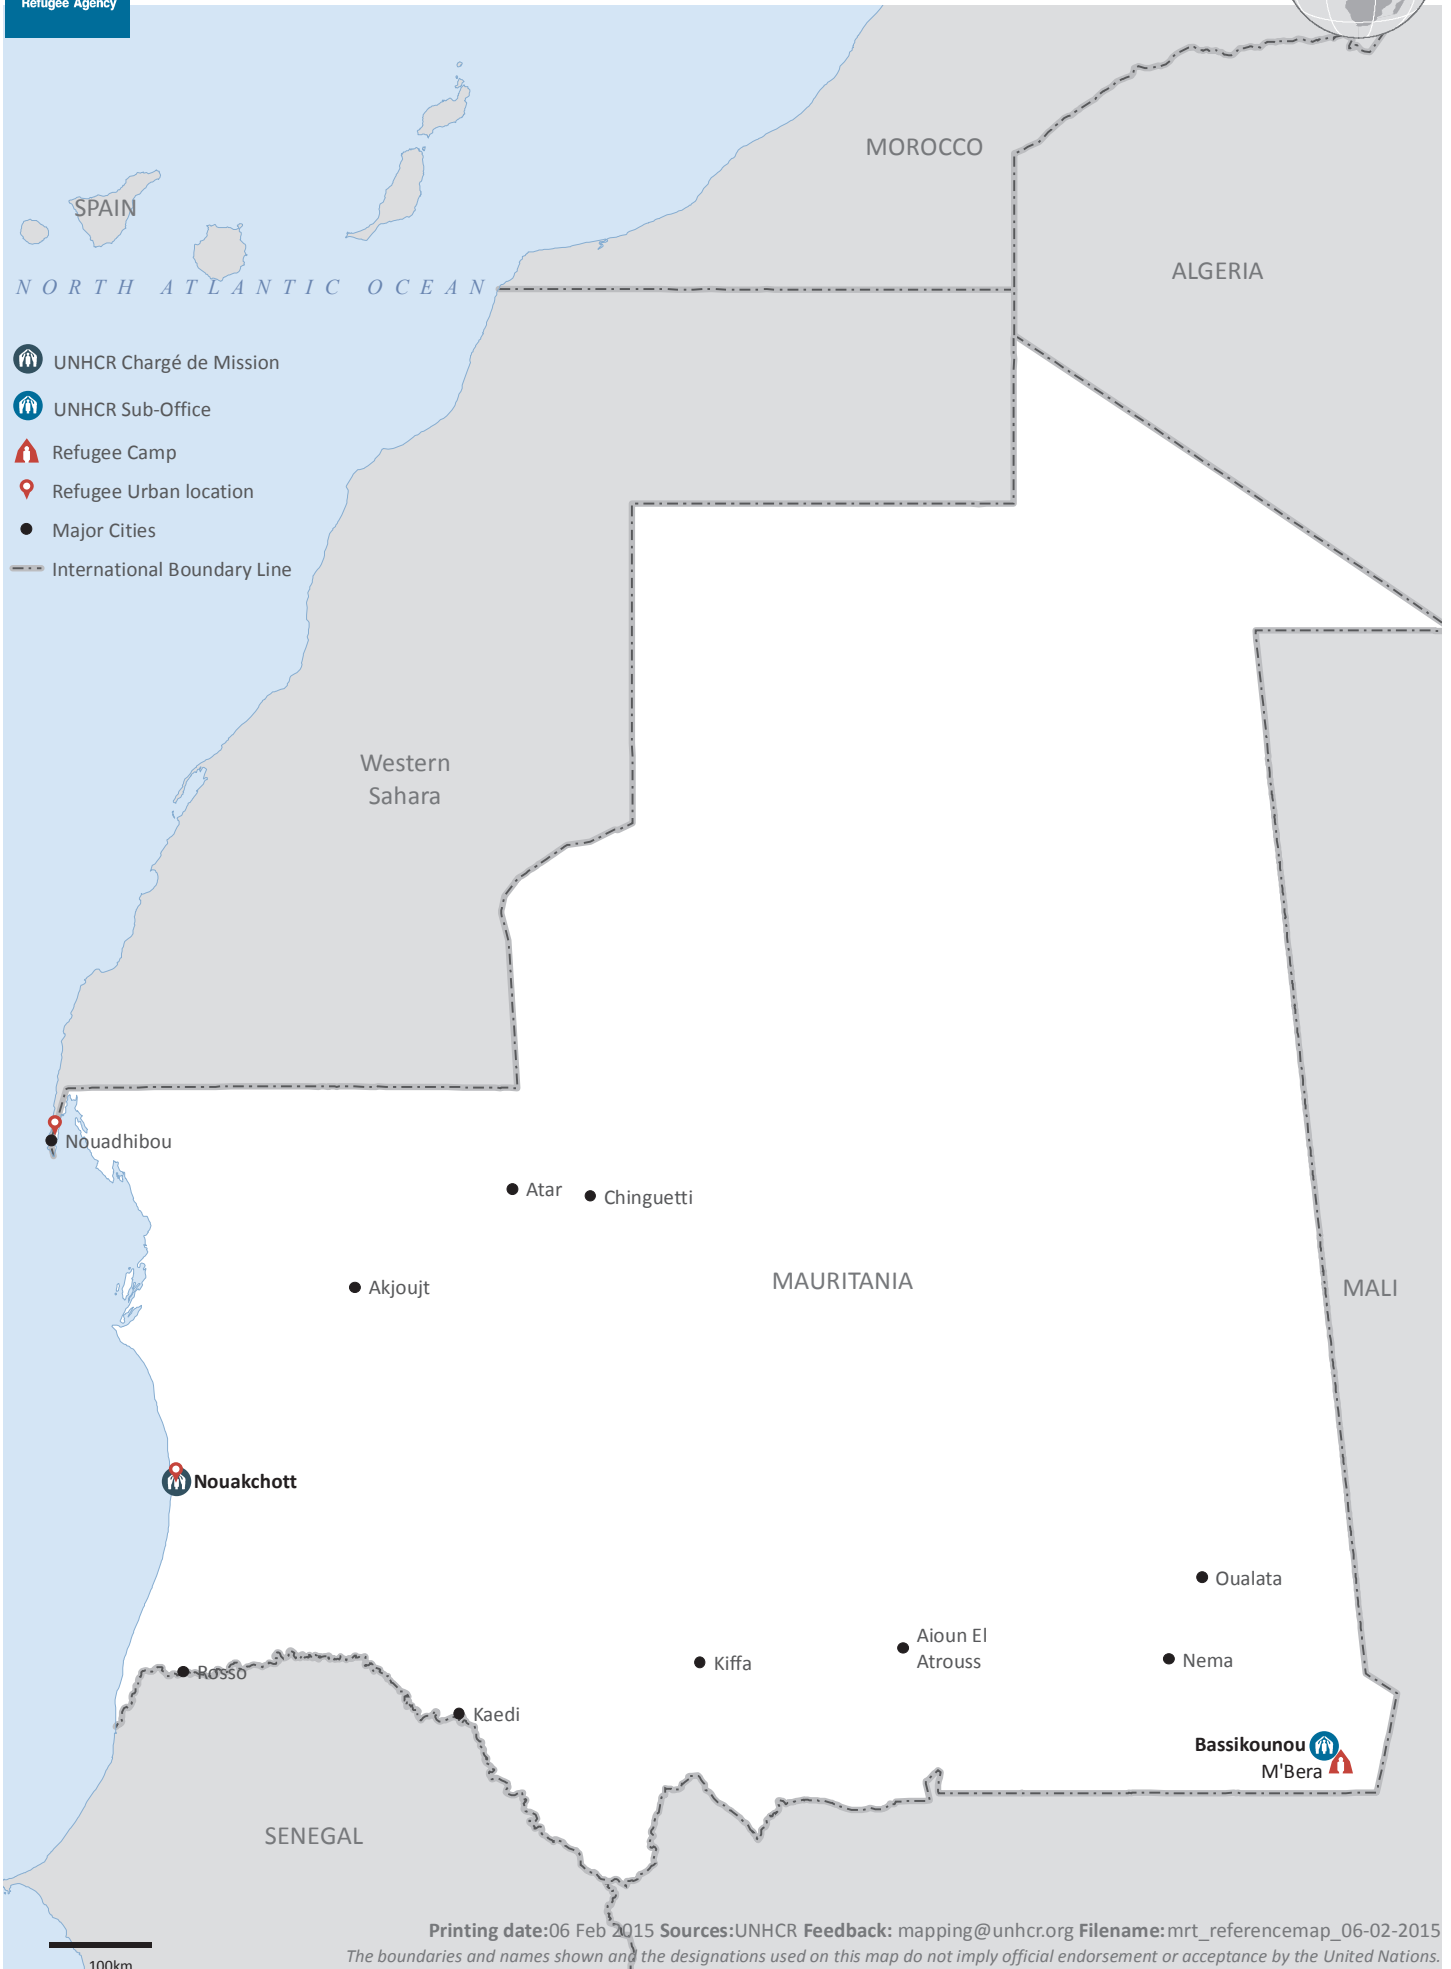 Refugee Agency
MOROCCO
SPAIN
ALGERIA
NORTH ATLANTIC OCEAN
UNHCR Chargé de Mission
UNHCR Sub-Office
Refugee Camp
Refugee Urban location
Major Cities
International Boundary Line
Western
Sahara
Nouadhibou
Atar
Chinguetti
Akjoujt
MAURITANIA
MALI
Nouakchott
Oualata
Aioun El
Atrouss
Kiffa
Nema
Rosso
Kaedi
Bassikounou
M'Bera
SENEGAL
Printing date:06 Feb 2015 Sources:UNHCR Feedback: mapping@unhcr.org Filename:mrt_referencemap_06-02-2015
The boundaries and names shown and the designations used on this map do not imply official endorsement or acceptance by the United Nations.
100km